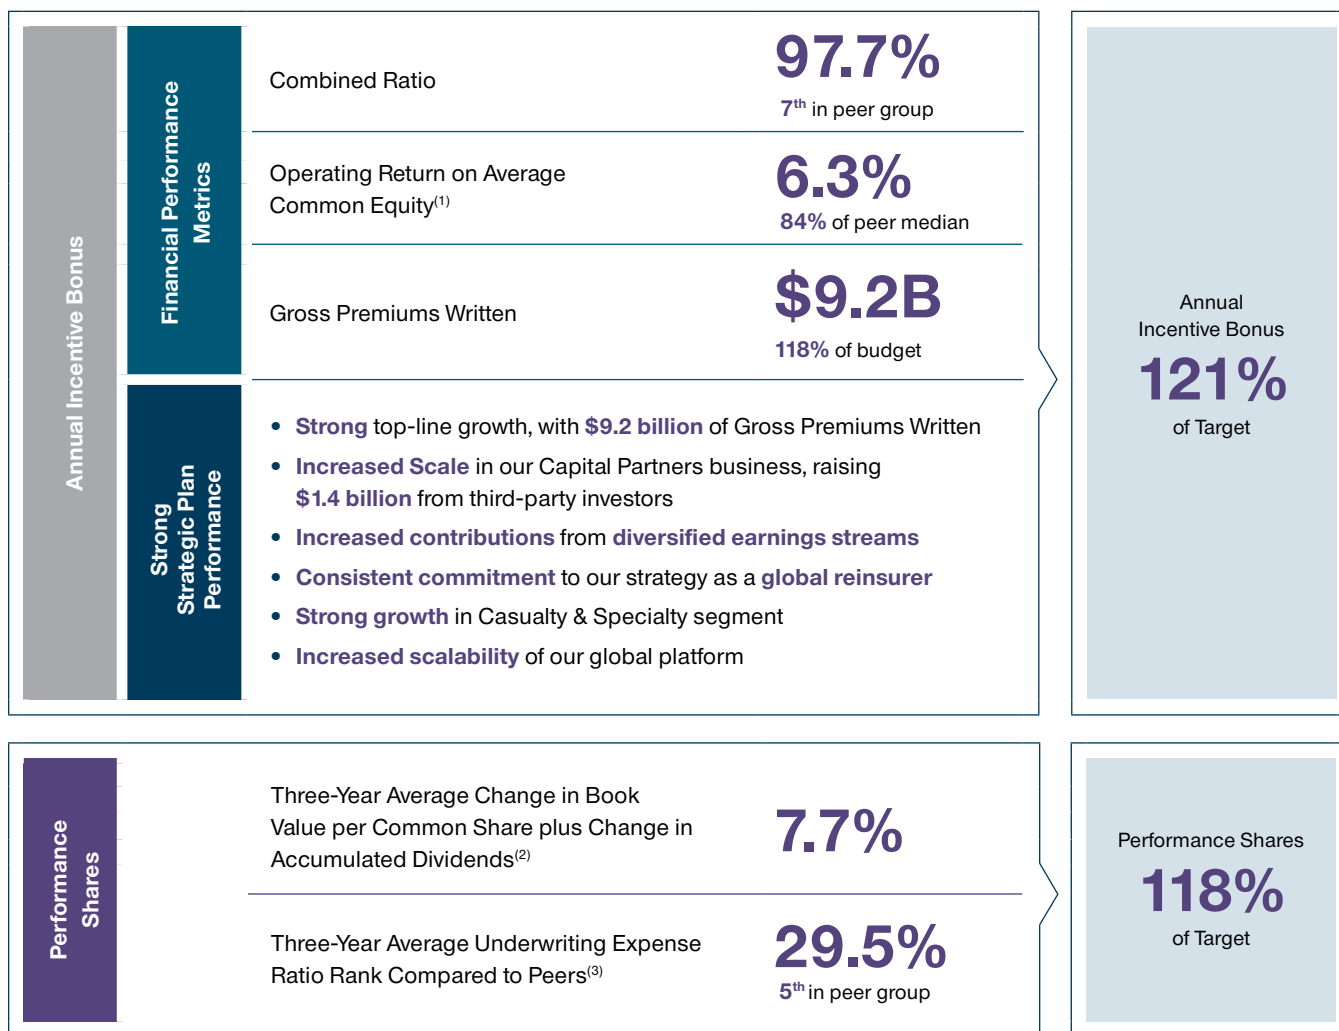 Annual Incentive Bonus
Financial Performance
Metrics
Combined Ratio
97.7%
7th in peer group
Operating Return on Average
Common Equity(1)
6.3%
84% of peer median
Gross Premiums Written
$9.2B
118% of budget
Strong
Strategic Plan
Performance
• Strong top-line growth, with $9.2 billion of Gross Premiums Written
• Increased Scale in our Capital Partners business, raising
$1.4 billion from third-party investors
• Increased contributions from diversified earnings streams
• Consistent commitment to our strategy as a global reinsurer
• Strong growth in Casualty & Specialty segment
• Increased scalability of our global platform
Annual
Incentive Bonus
121%
of Target
Performance
Shares
Three-Year Average Change in Book
Value per Common Share plus Change in
Accumulated Dividends(2)
7.7%
Three-Year Average Underwriting Expense
Ratio Rank Compared to Peers(3)
29.5%
5th in peer group
Performance Shares
118%
of Target